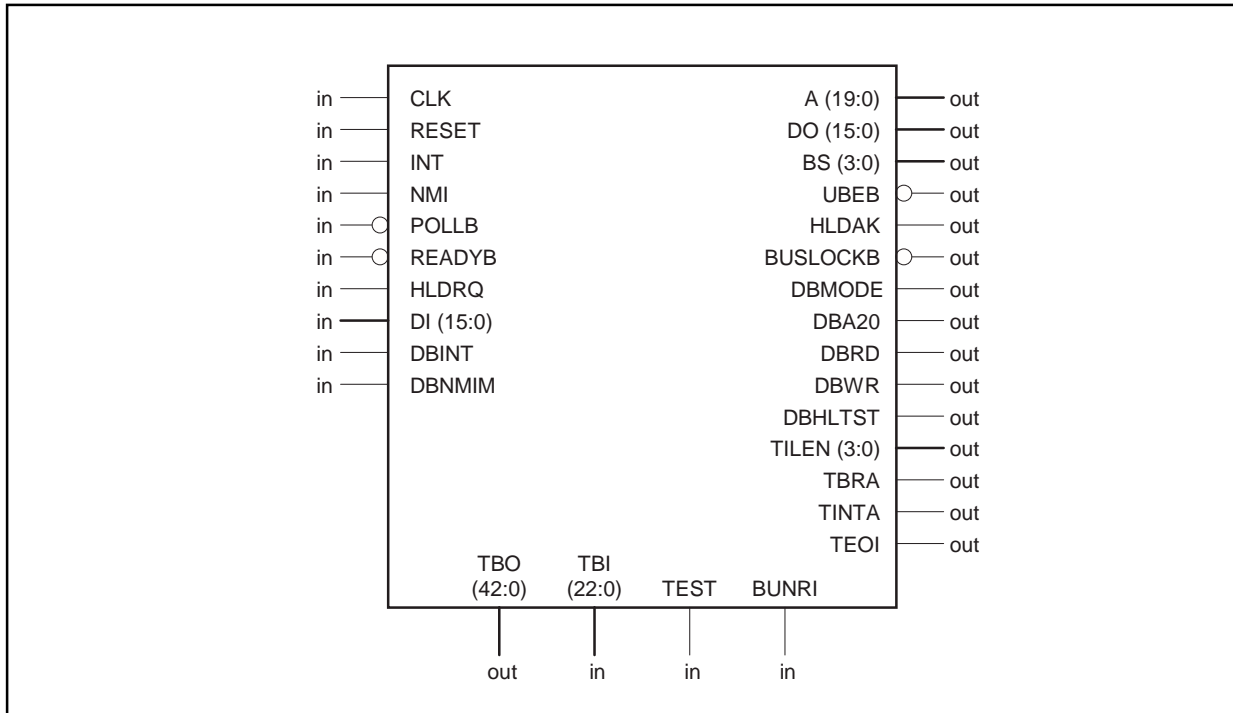 in CLK A (19:0) out
in RESET DO (15:0) out
in INT BS (3:0) out
in NMI UBEB out
in POLLB HLDAK out
in READYB BUSLOCKB out
in HLDRQ DBMODE out
in DI (15:0) DBA20 out
in DBINT DBRD out
in DBNMIM DBWR out
DBHLTST out
TILEN (3:0) out
TBRA out
TINTA out
TEOI out
TBO TBI
(42:0) (22:0) TEST BUNRI
out in in in